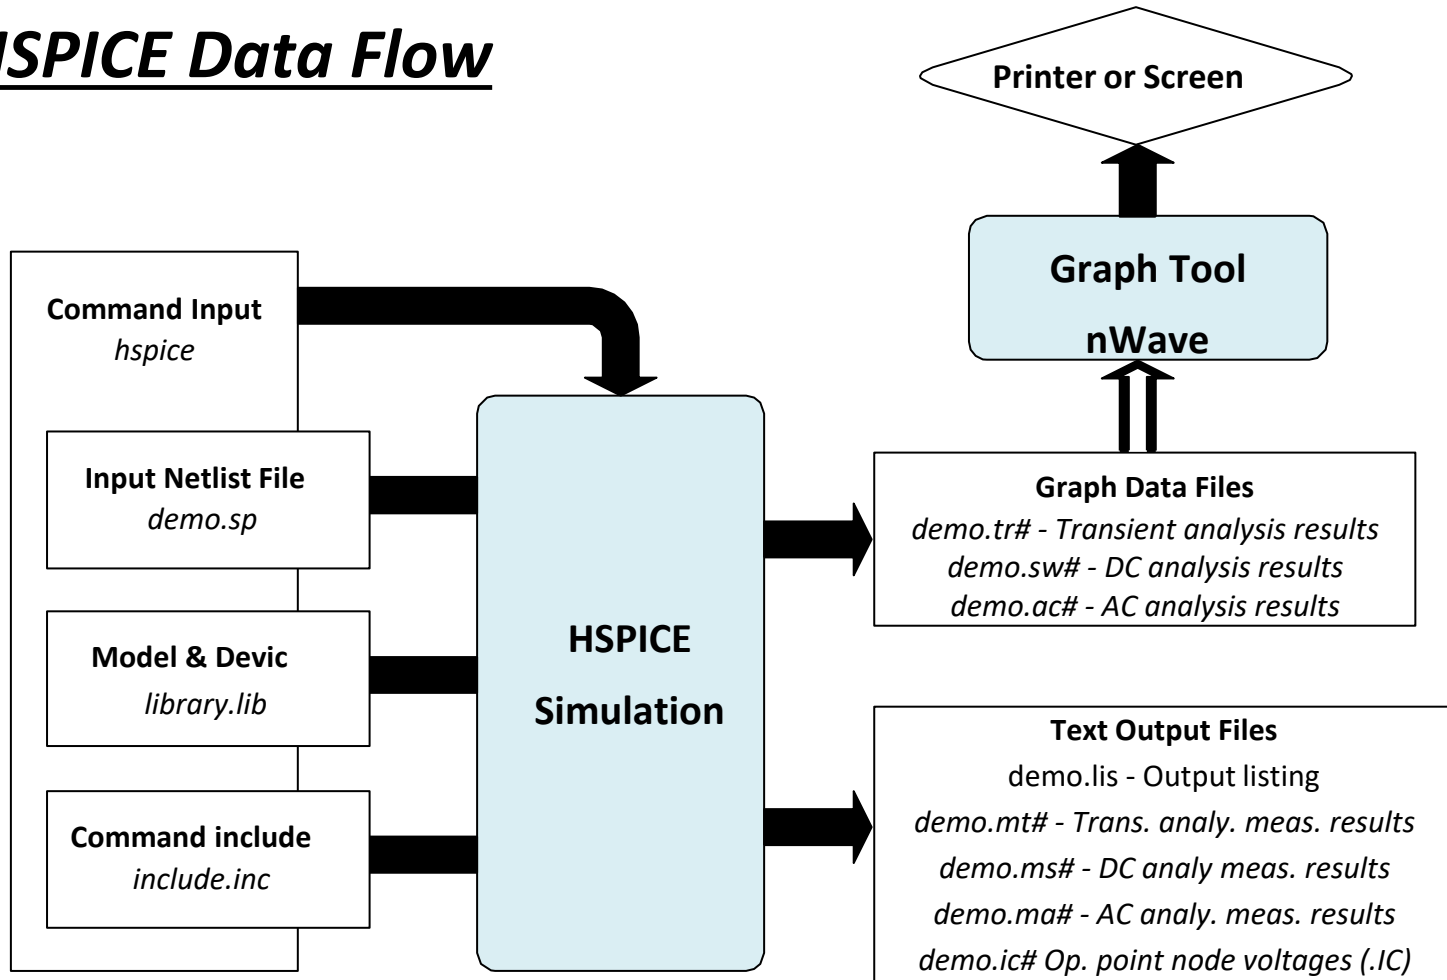 HSPICE Data Flow
Printer or Screen
Graph Tool
nWave
Command Input
hspice
Input Netlist File
demo.sp
Model & Devic
library.lib
Command include
include.inc
HSPICE
Simulation
Graph Data Files
demo.tr# - Transient analysis results
demo.sw# - DC analysis results
demo.ac# - AC analysis results
Text Output Files
demo.lis - Output listing
demo.mt# - Trans. analy. meas. results
demo.ms# - DC analy meas. results
demo.ma# - AC analy. meas. results
demo.ic# Op. point node voltages (.IC)